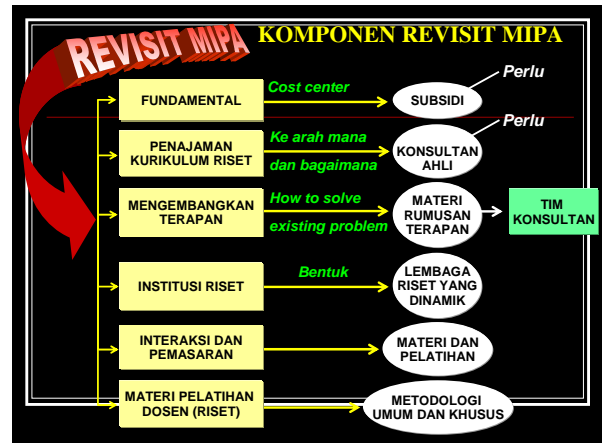 REVISIT MIPA
KOMPONEN REVISIT MIPA
FUNDAMENTAL
Cost center
SUBSIDI
Perlu
PENAJAMAN
KURIKULUM RISET
Ke arah mana
dan bagaimana
KONSULTAN
AHLI
Perlu
MENGEMBANGKAN
TERAPAN
How to solve
existing problem
MATERI
RUMUSAN
TERAPAN
TIM
KONSULTAN
INSTITUSI RISET
Bentuk
LEMBAGA
RISET YANG
DINAMIK
INTERAKSI DAN
PEMASARAN
MATERI DAN
PELATIHAN
MATERI PELATIHAN
DOSEN (RISET)
METODOLOGI
UMUM DAN KHUSUS